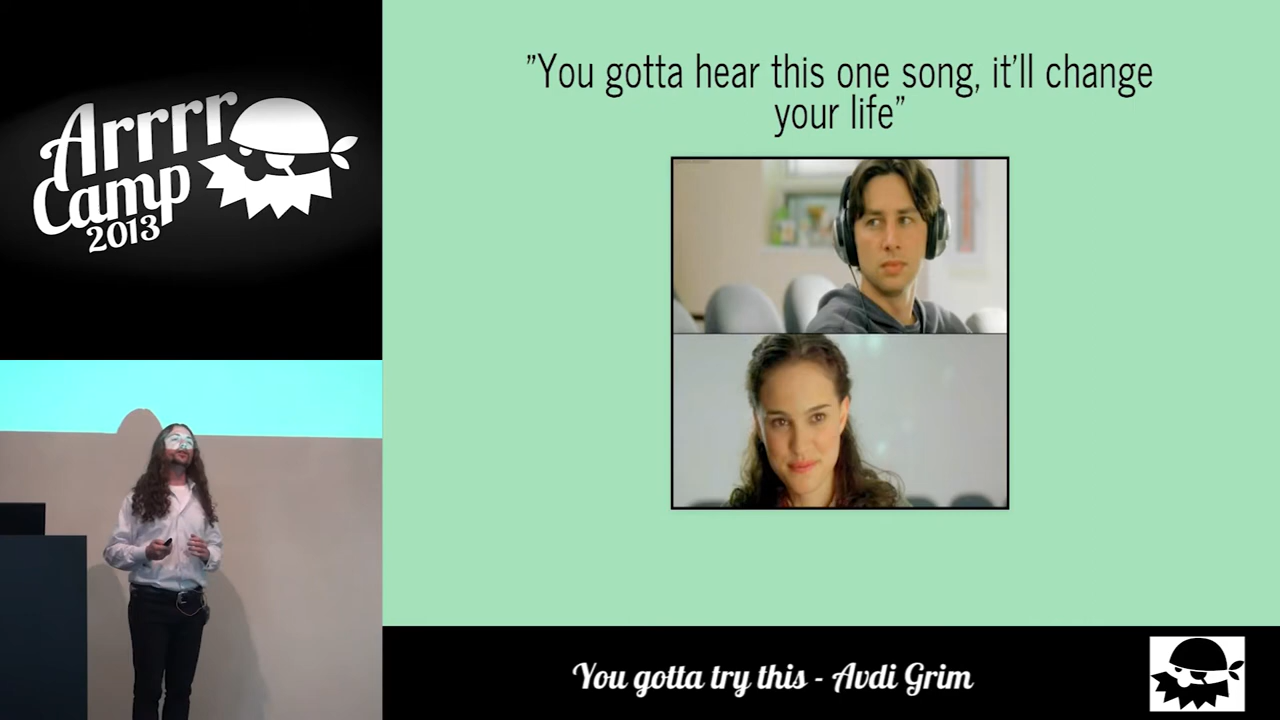 Arrrr
Camp
2013
"You gotta hear this one song, it'll change
your life"
You gotta try this - Avdi Grim